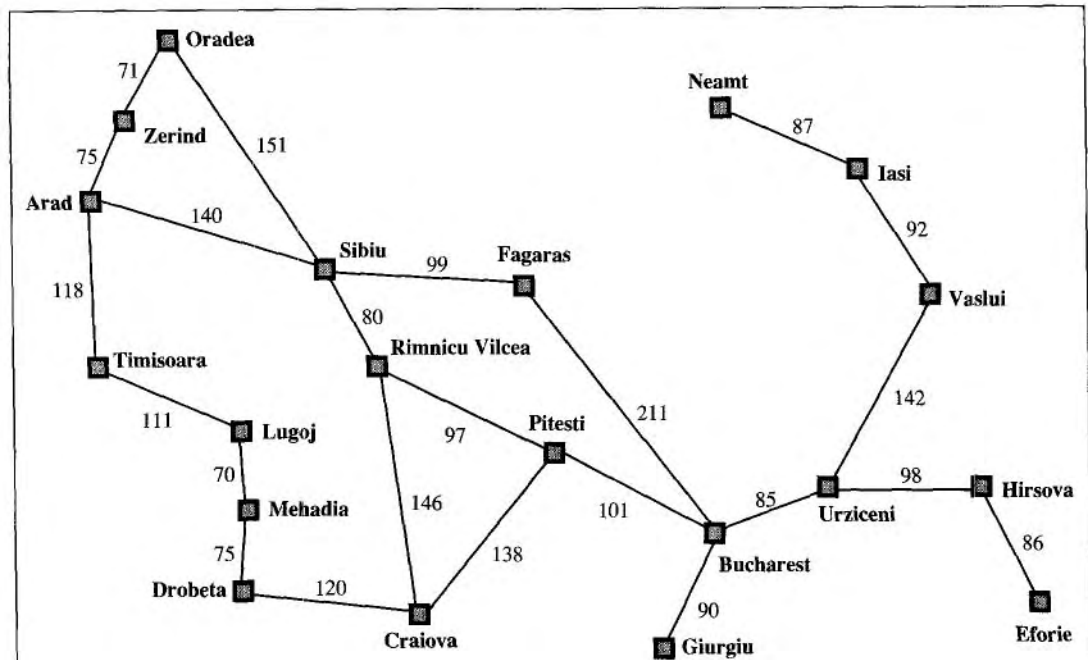 Oradea
71
Neamt
87
Zerind
151
75
Iasi
Arad
140
92
Sibiu
Fagaras
99
118
Vaslui
80
Timisoara
Rimnicu Vilcea
142
111
211
Pitesti
Lugoj
97
70
98
Hirsova
85
Mehadia
146
101
Urziceni
86
75
138
Bucharest
Drobeta
120
90
Craiova
Giurgiu
Eforie